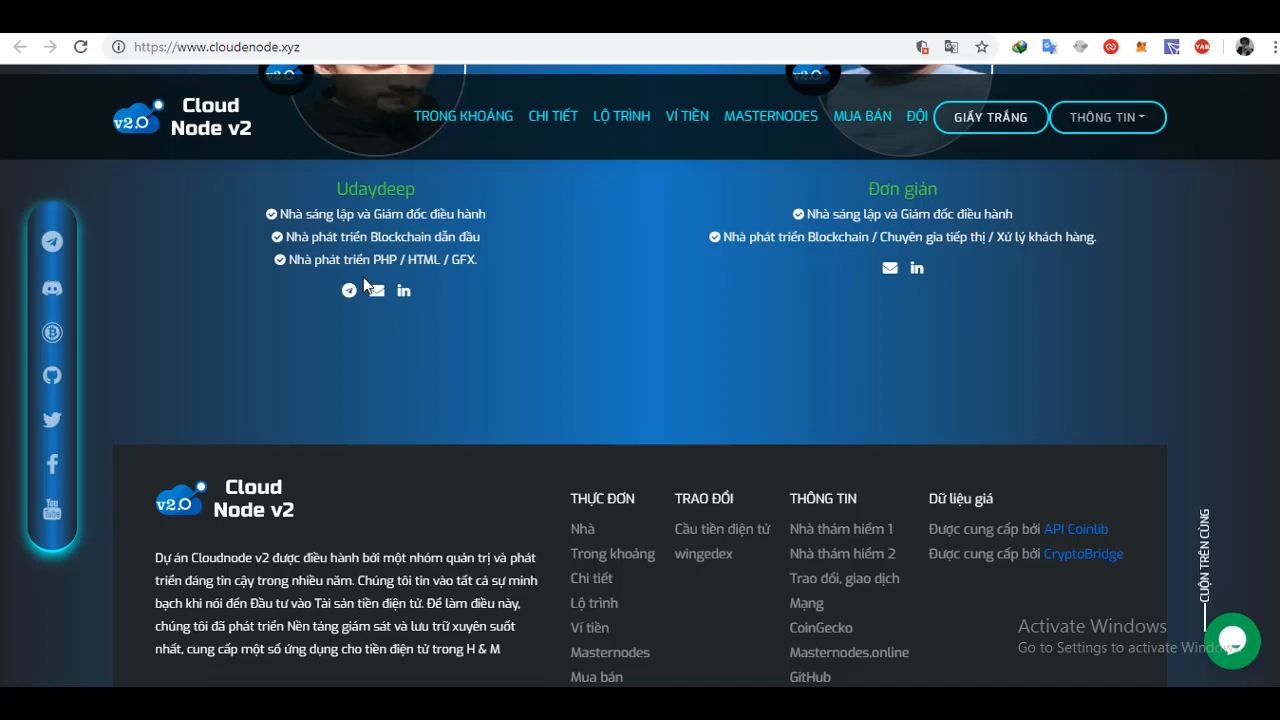 https://www.cloudenode.xyz
v2.0
v2.0
v2.0
Cloud
Node v2
TRONG KHOẢNG
CHI TIẾT
LỘ TRÌNH
VÍ TIỀN
MASTERNODES
MUA BÁN
ĐỘI
GIẤY TRẮNG
THÔNG TIN
Udaydeep
Nhà sáng lập và Giám đốc điều hành
Nhà phát triển Blockchain dẫn đầu
Nhà phát triển PHP / HTML / GFX.
Đơn giản
Nhà sáng lập và Giám đốc điều hành
Nhà phát triển Blockchain / Chuyên gia tiếp thị / Xử lý khách hàng.
You
Tube
v2.0
Cloud
Node v2
Dự án Cloudnode v2 được điều hành bởi một nhóm quản trị và phát
triển đáng tin cậy trong nhiều năm. Chúng tôi tin vào tất cả sự minh
bạch khi nói đến Đầu tư vào Tài sản tiền điện tử. Để làm điều này,
chúng tôi đã phát triển Nền tảng giám sát và lưu trữ xuyên suốt
nhất, cung cấp một số ứng dụng cho tiền điện tử trong H & M
THỰC ĐƠN
Nhà
Trong khoảng
Chi tiết
Lộ trình
Ví tiền
Masternodes
Mua bán
TRAO ĐỔI
Cầu tiền điện tử
wingedex
THÔNG TIN
Nhà thám hiểm 1
Nhà thám hiểm 2
Trao đổi, giao dịch
Mạng
CoinGecko
Masternodes.online
GitHub
Dữ liệu giá
Được cung cấp bởi API Coinlib
Được cung cấp bởi CryptoBridge
CUỘN TRÊN CÙNG
Activate Windows
Go to Settings to activate Windows.
YAB